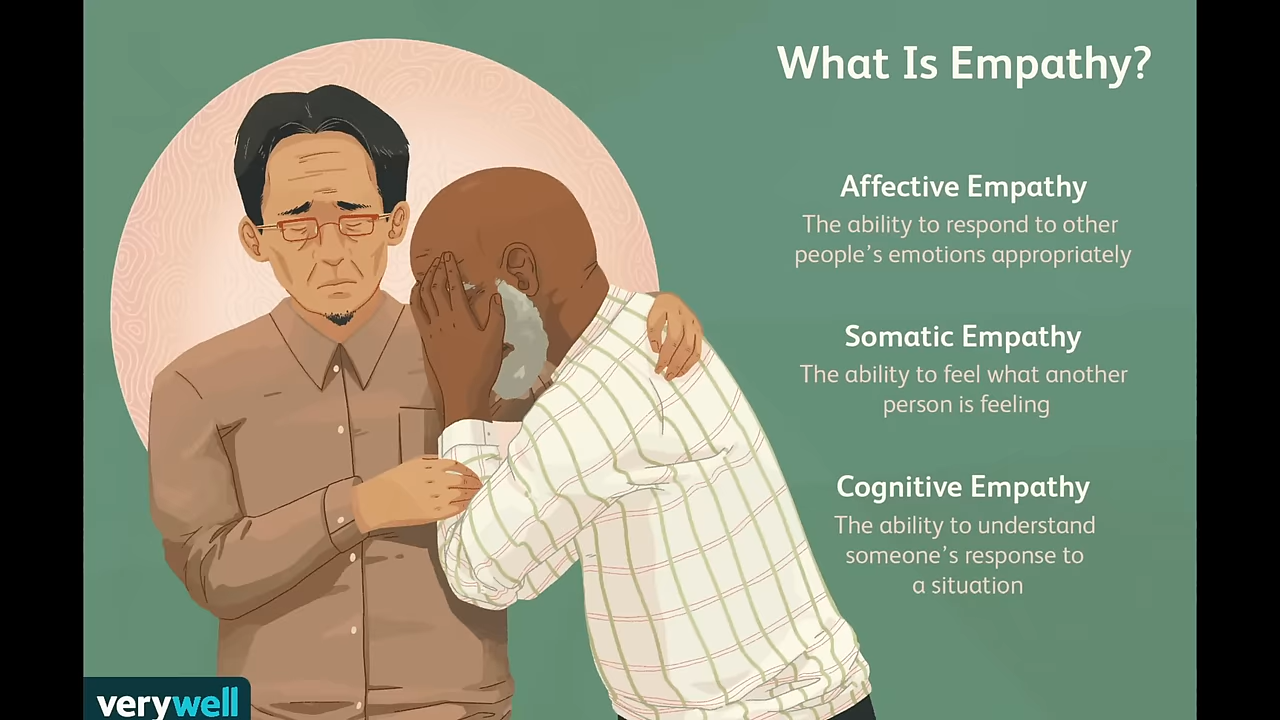 What Is Empathy?
Affective Empathy
The ability to respond to other
people’s emotions appropriately
Somatic Empathy
The ability to feel what another
person is feeling
Cognitive Empathy
The ability to understand
someone’s response to
a situation
verywell